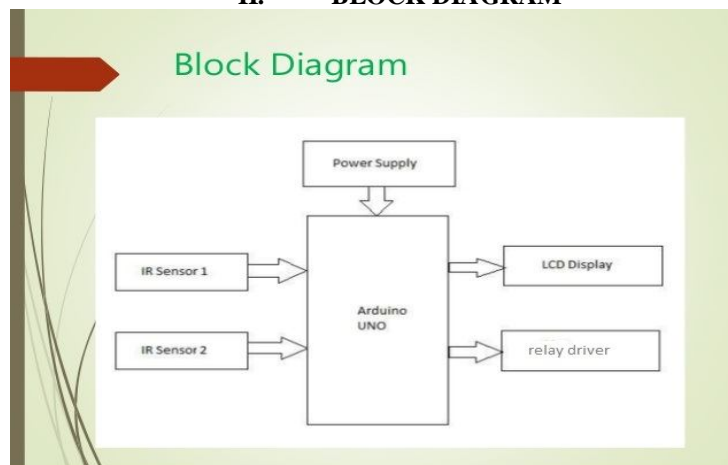 II. BLOCK DIAGRAM
Block Diagram
Power Supply
IR Sensor 1
LCD Display
Arduino
UNO
IR Sensor 2
relay driver